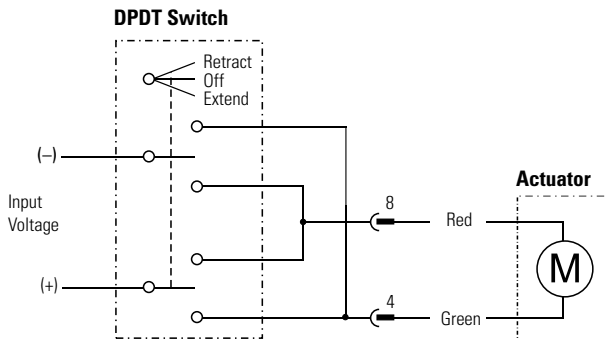 DPDT Switch
Retract
Off
Extend
(–)
Input
Voltage
(+)
8
Red
4
Green
Actuator
M